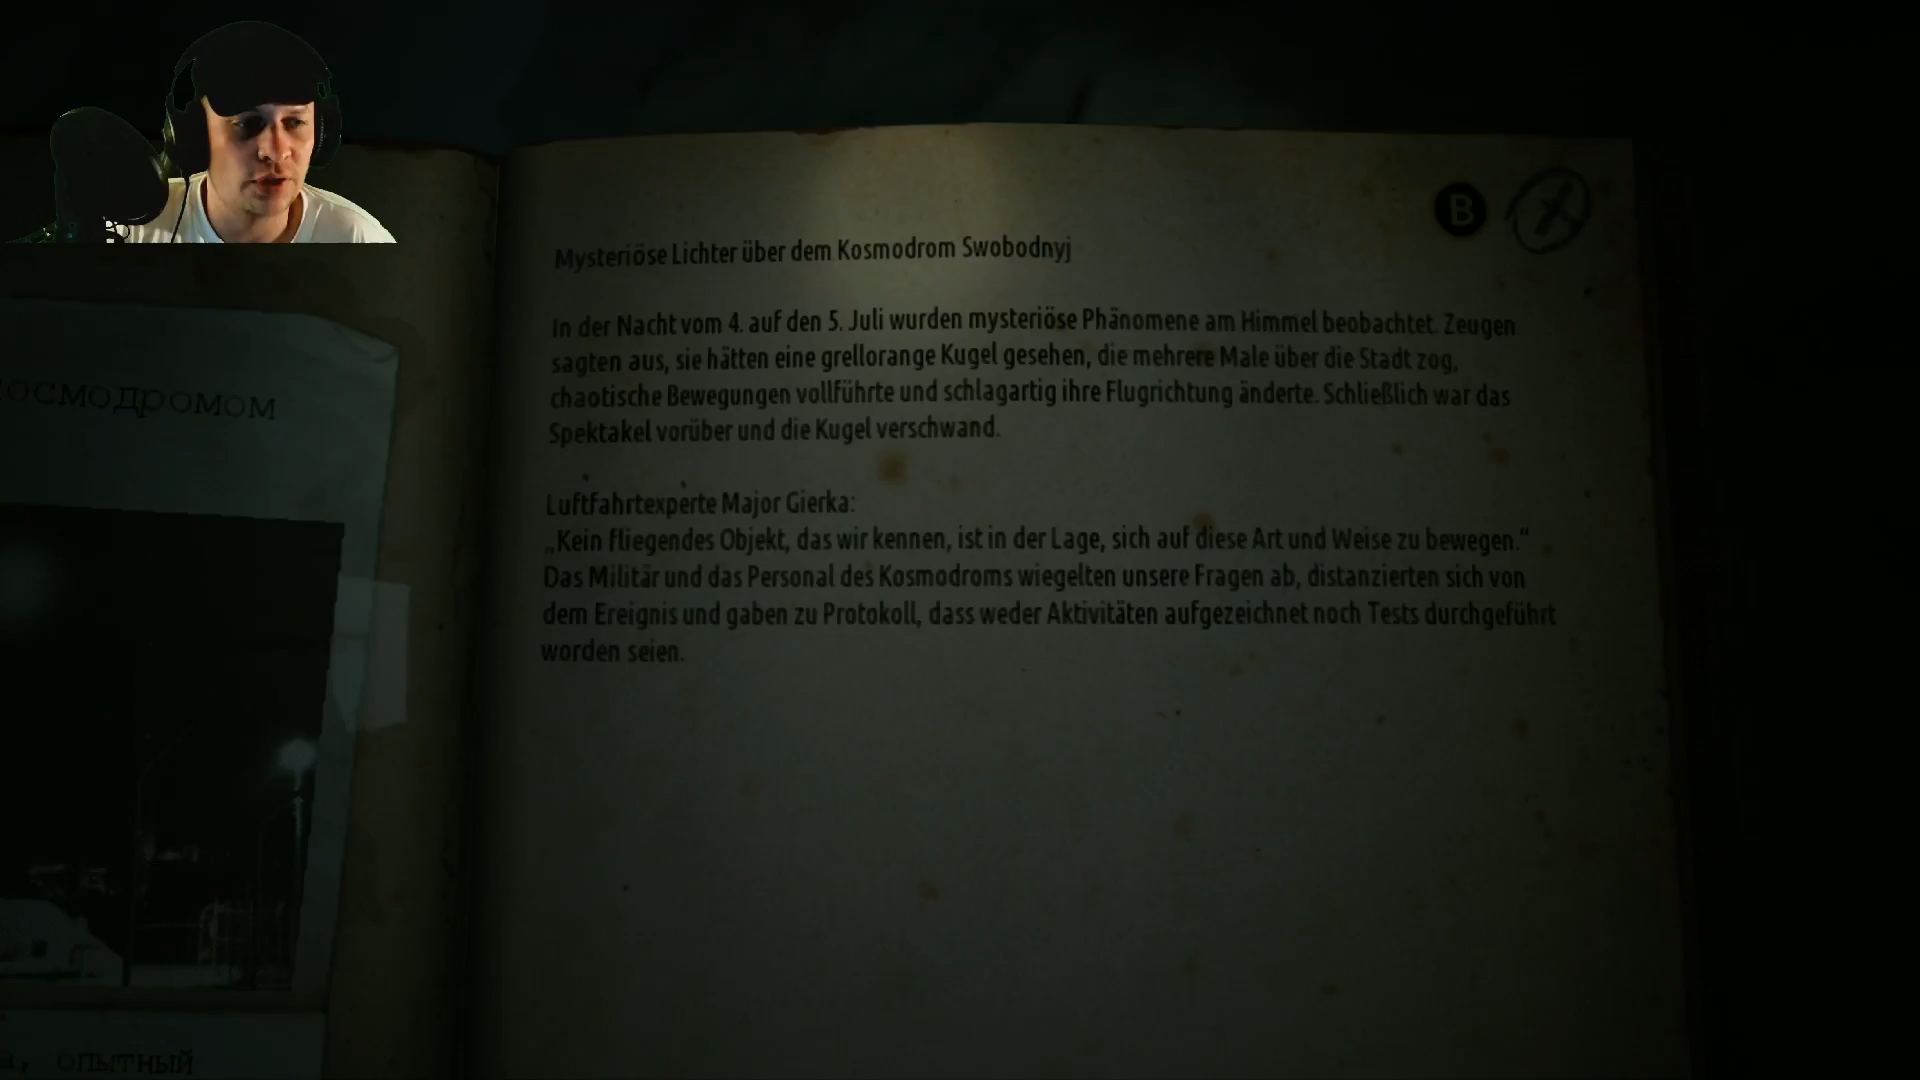 космодромом
а, опытный
B
Mysteriöse Lichter über dem Kosmodrom Swobodnyj
In der Nacht vom 4. auf den 5. Juli wurden mysteriöse Phänomene am Himmel beobachtet. Zeugen
sagten aus, sie hätten eine grellorange Kugel gesehen, die mehrere Male über die Stadt zog,
chaotische Bewegungen vollführte und schlagartig ihre Flugrichtung änderte. Schließlich war das
Spektakel vorüber und die Kugel verschwand.
Luftfahrtexperte Major Gierka:
„Kein fliegendes Objekt, das wir kennen, ist in der Lage, sich auf diese Art und Weise zu bewegen.“
Das Militär und das Personal des Kosmodroms wiegelten unsere Fragen ab, distanzierten sich von
dem Ereignis und gaben zu Protokoll, dass weder Aktivitäten aufgezeichnet noch Tests durchgeführt
worden seien.